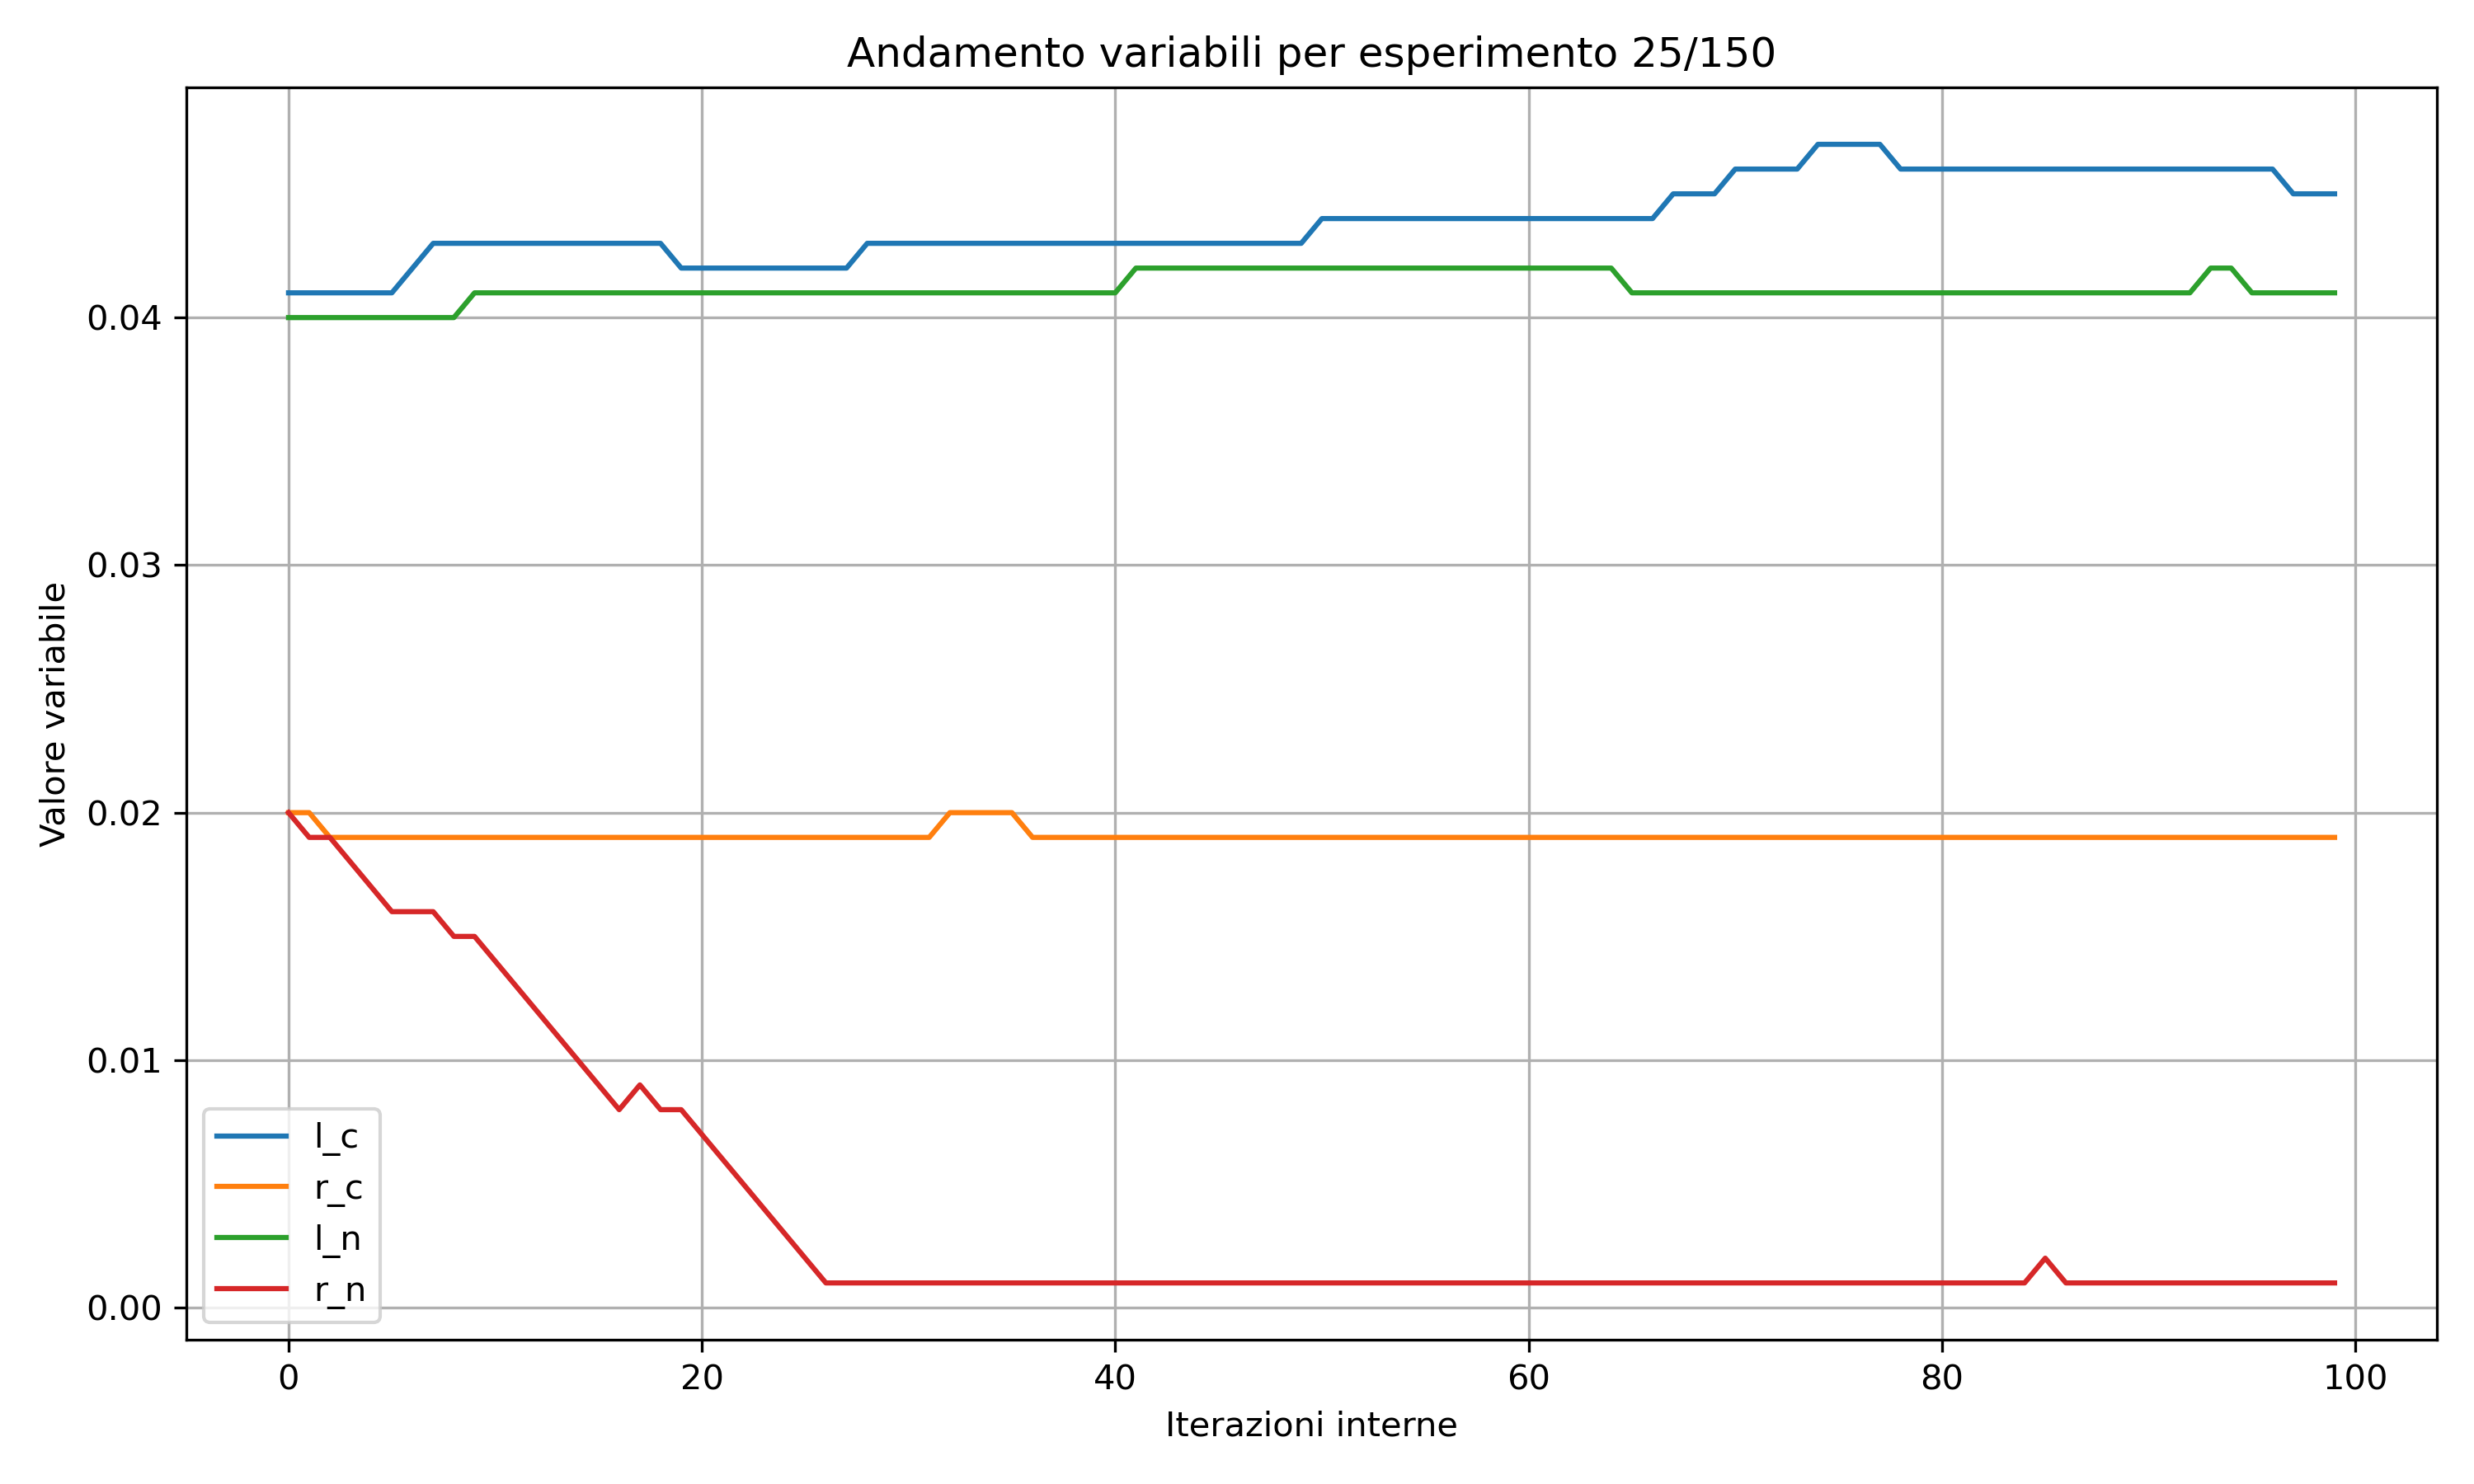 Andamento variabili per esperimento 25/150
Valore variabile
0.04
0.03
0.02
0.01
0.00
l_c
r_c
l_n
r_n
0
20
40
60
80
100
Iterazioni interne